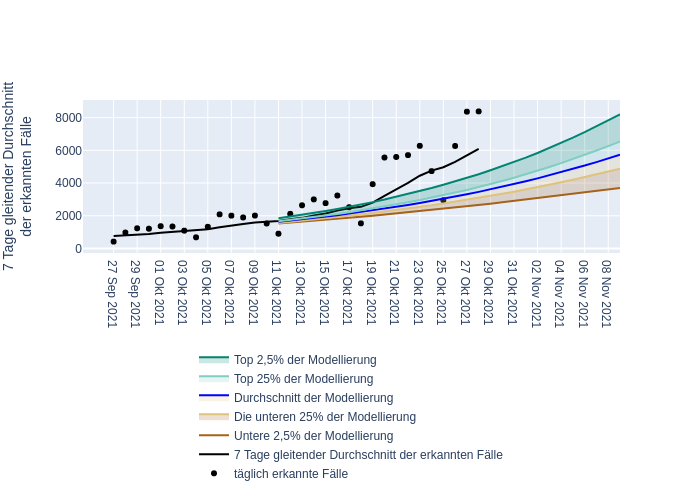 7 Tage gleitender Durchschnitt
der erkannten Fälle
8000
6000
4000
2000
0
27 Sep 2021
29 Sep 2021
01 Okt 2021
03 Okt 2021
05 Okt 2021
07 Okt 2021
09 Okt 2021
11 Okt 2021
13 Okt 2021
15 Okt 2021
17 Okt 2021
19 Okt 2021
21 Okt 2021
23 Okt 2021
25 Okt 2021
27 Okt 2021
29 Okt 2021
31 Okt 2021
02 Nov 2021
04 Nov 2021
06 Nov 2021
08 Nov 2021
Top 2,5% der Modellierung
Top 25% der Modellierung
Durchschnitt der Modellierung
Die unteren 25% der Modellierung
Untere 2,5% der Modellierung
7 Tage gleitender Durchschnitt der erkannten Fälle
täglich erkannte Fälle